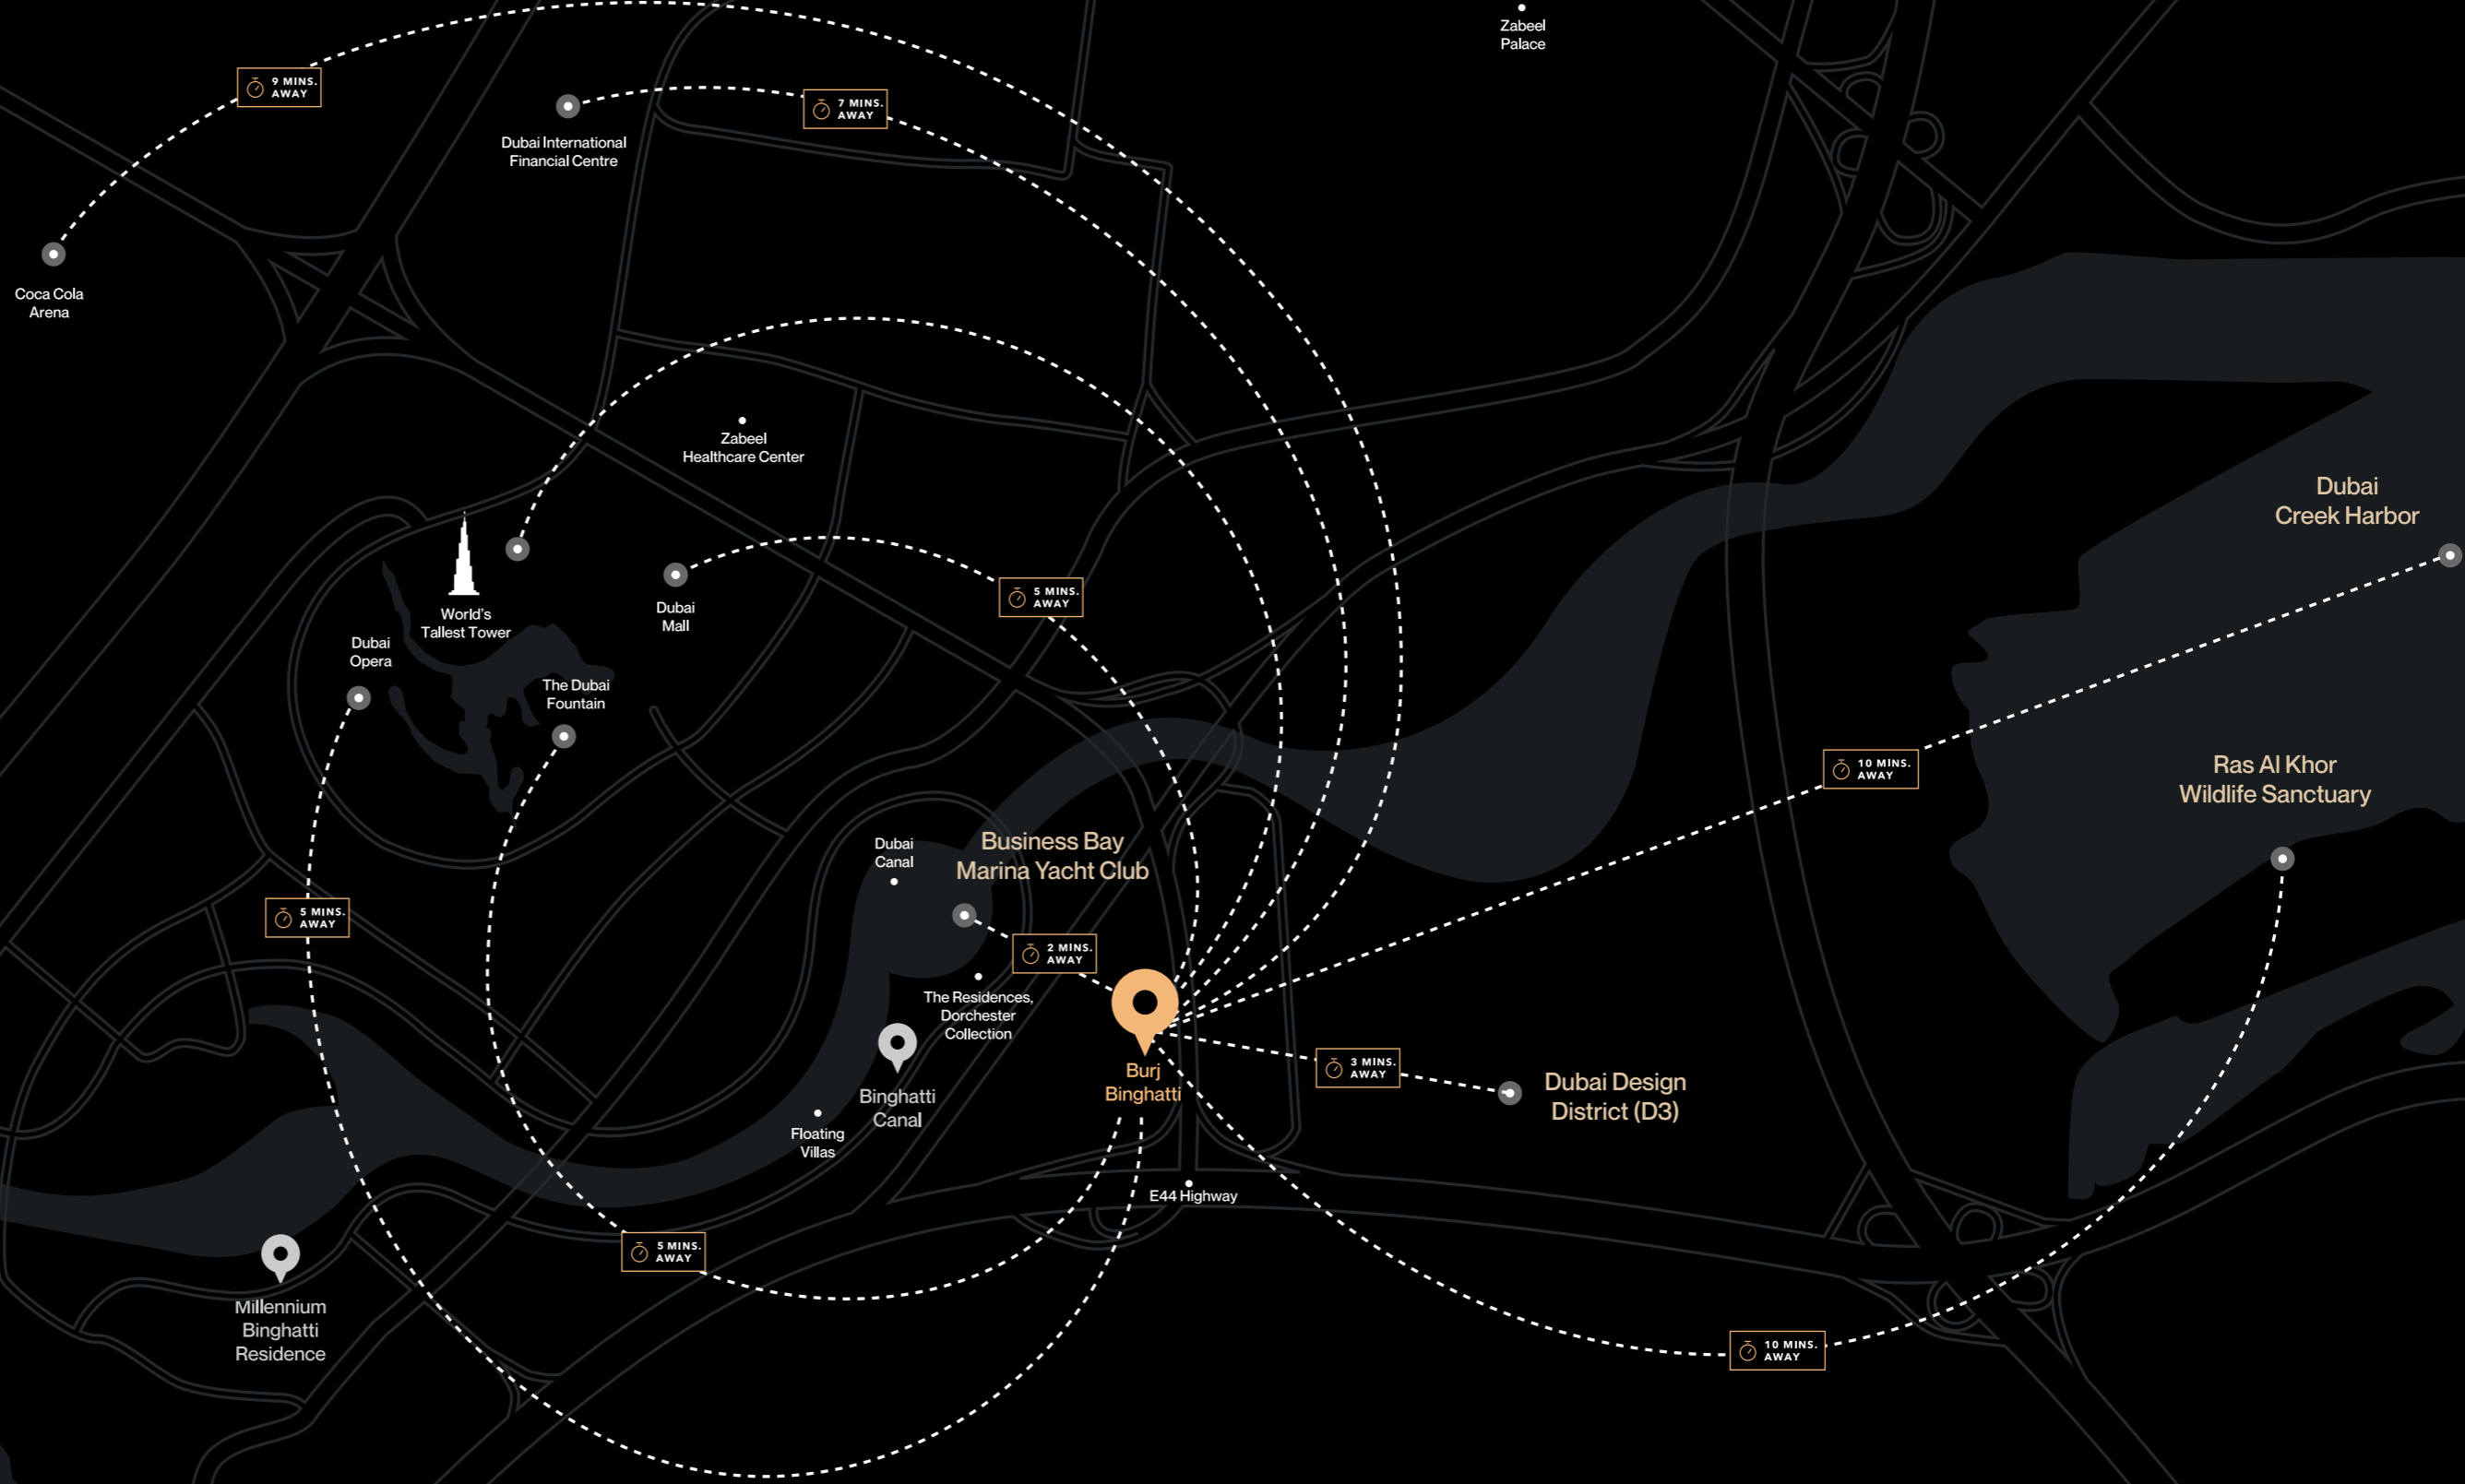 Zabeel
Palace
9 MINS.
AWAY
7 MINS.
AWAY
Dubai International
Financial Centre
Coca Cola
Arena
Zabeel
Healthcare Center
Dubai
Creek Harbor
World's
Tallest Tower
Dubai
Mall
5 MINS.
AWAY
Dubai
Opera
The Dubai
Fountain
10 MINS.
AWAY
Ras Al Khor
Wildlife Sanctuary
Dubai
Canal
Business Bay
Marina Yacht Club
5 MINS.
AWAY
2 MINS.
AWAY
The Residences,
Dorchester
Collection
Burj
Binghatti
3 MINS.
AWAY
Dubai Design
District (D3)
Binghatti
Canal
Floating
Villas
E44 Highway
5 MINS.
AWAY
Millennium
Binghatti
Residence
10 MINS.
AWAY